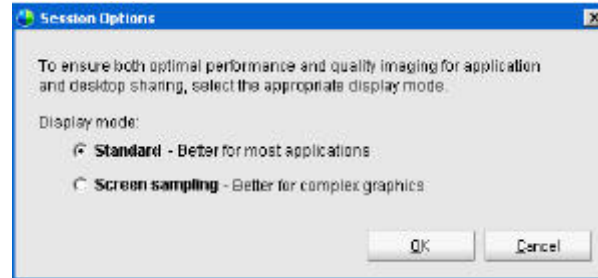 Session Options
To ensure both optimal performance and quality imaging for application
and desktop sharing, select the appropriate display mode.
Display mode:
Standard - Better for most applications
Screen sampling - Better for complex graphics
OK Cancel